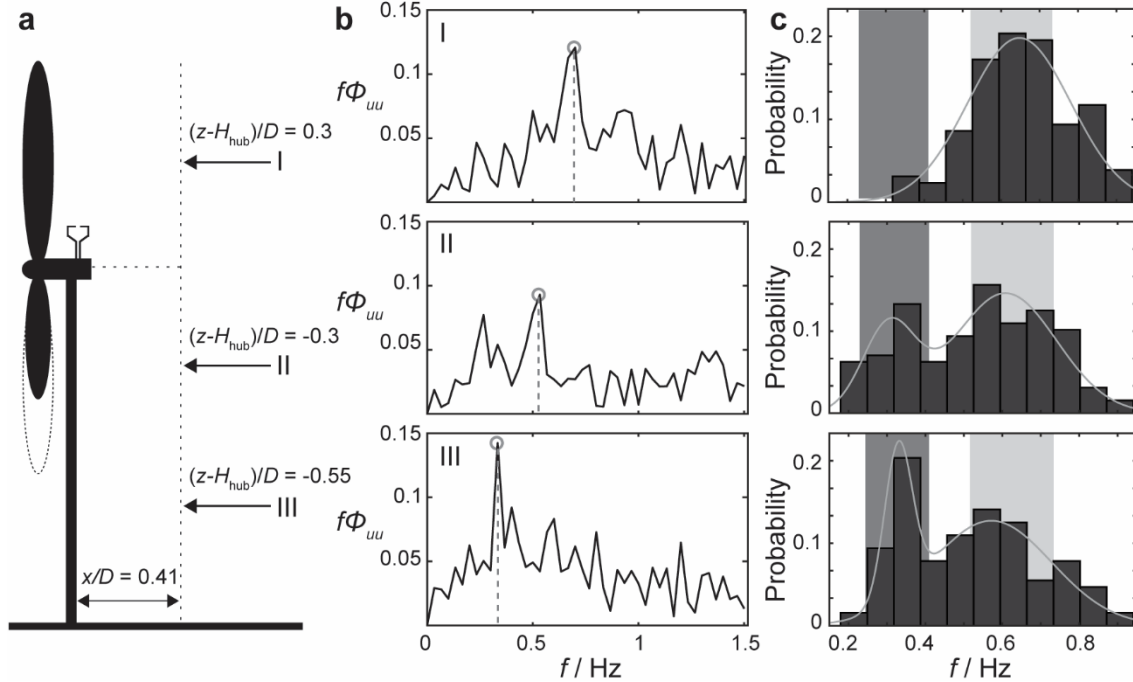 a
(z-Hhub)/D = 0.3
I
(z-Hhub)/D = -0.3
II
(z-Hhub)/D = -0.55
III
x/D = 0.41
b
I
0.15
0.1
fΦuu
0.05
II
0.15
0.1
fΦuu
0.05
III
0.15
0.1
fΦuu
0.05
0
0.5
1
1.5
f / Hz
c
0.2
0.1
0
Probability
0.2
0.1
0
Probability
0.2
0.1
0
Probability
0.2
0.4
0.6
0.8
f / Hz